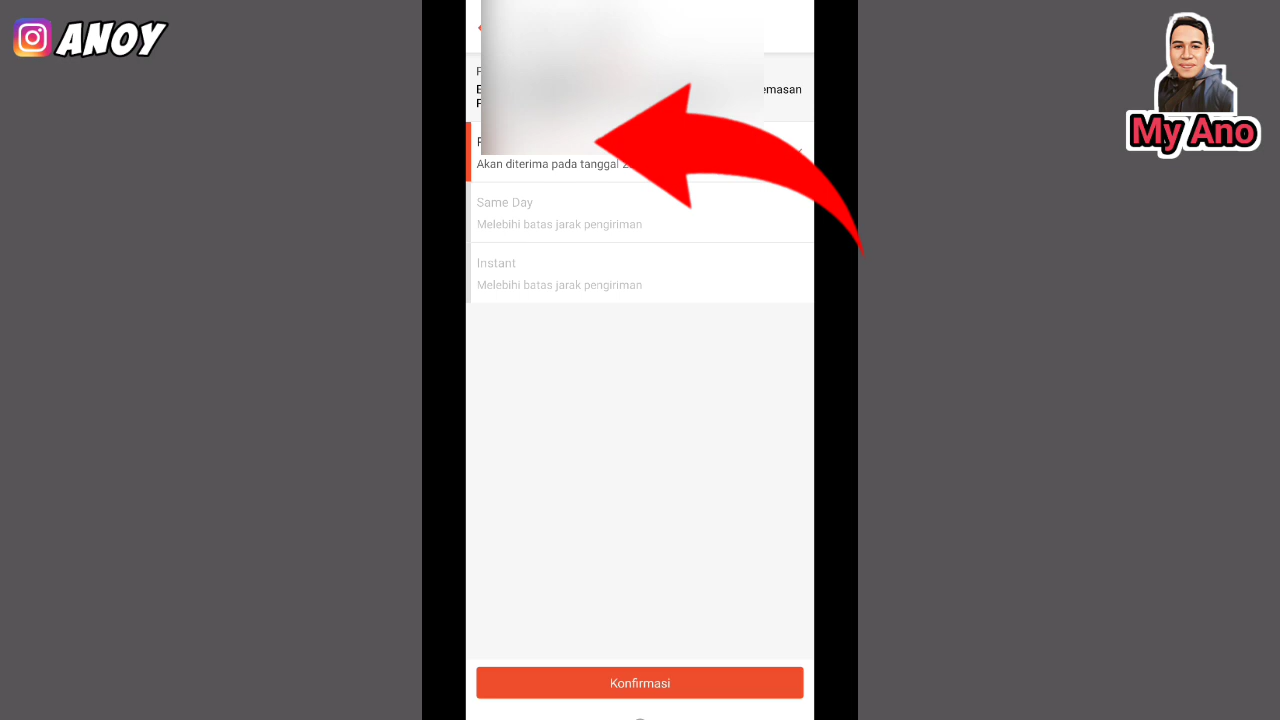 ANOY
My Ano
emasan
Akan diterima pada tanggal
Same Day
Melebihi batas jarak pengiriman
Instant
Melebihi batas jarak pengiriman
Konfirmasi